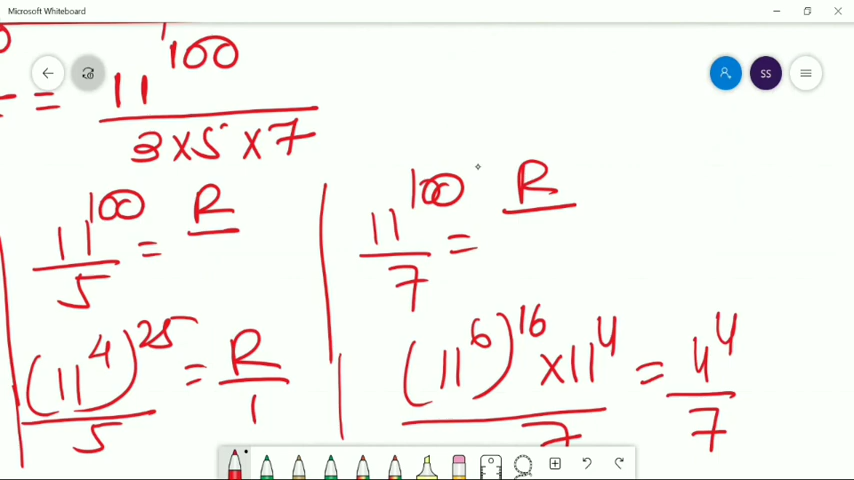 Microsoft Whiteboard
SS
= 11^100
3×5×7
11^100 = R
5
11^100 = R
7
(11^4)^25 = R
5 1
(11^6)^16 ×11^4 = 4^4
7 7